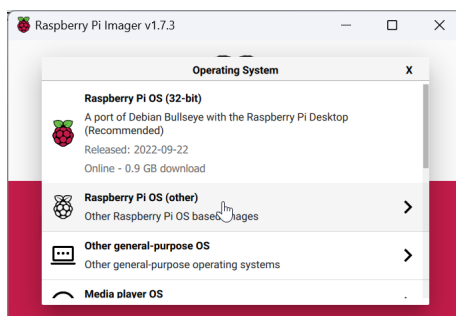 Raspberry Pi Imager v1.7.3
Operating System
X
Raspberry Pi OS (32-bit)
A port of Debian Bullseye with the Raspberry Pi Desktop
(Recommended)
Released: 2022-09-22
Online - 0.9 GB download
Raspberry Pi OS (other)
Other Raspberry Pi OS based images
Other general-purpose OS
Other general-purpose operating systems
Media player OS